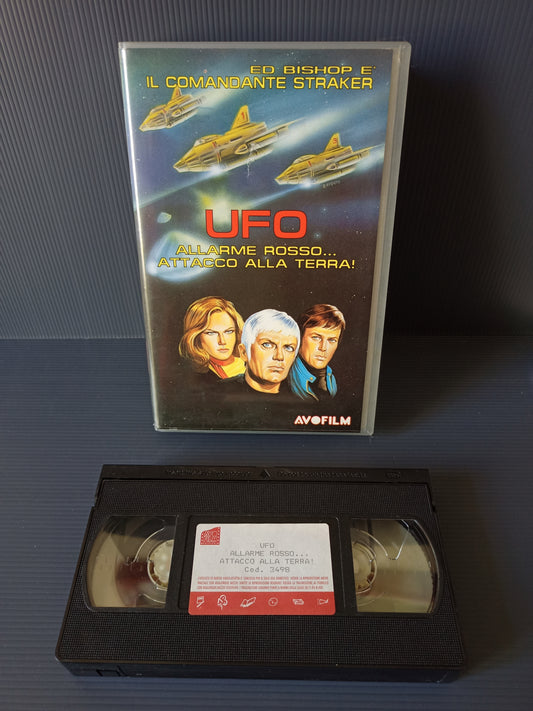 ED BISHOP E'
IL COMANDANTE STRAKER
UFO
ALLARME ROSSO...
ATTACCO ALLA TERRA!
AVOFILM
UFO
ALLARME ROSSO...
ATTACCO ALLA TERRA!
Cod. 3498